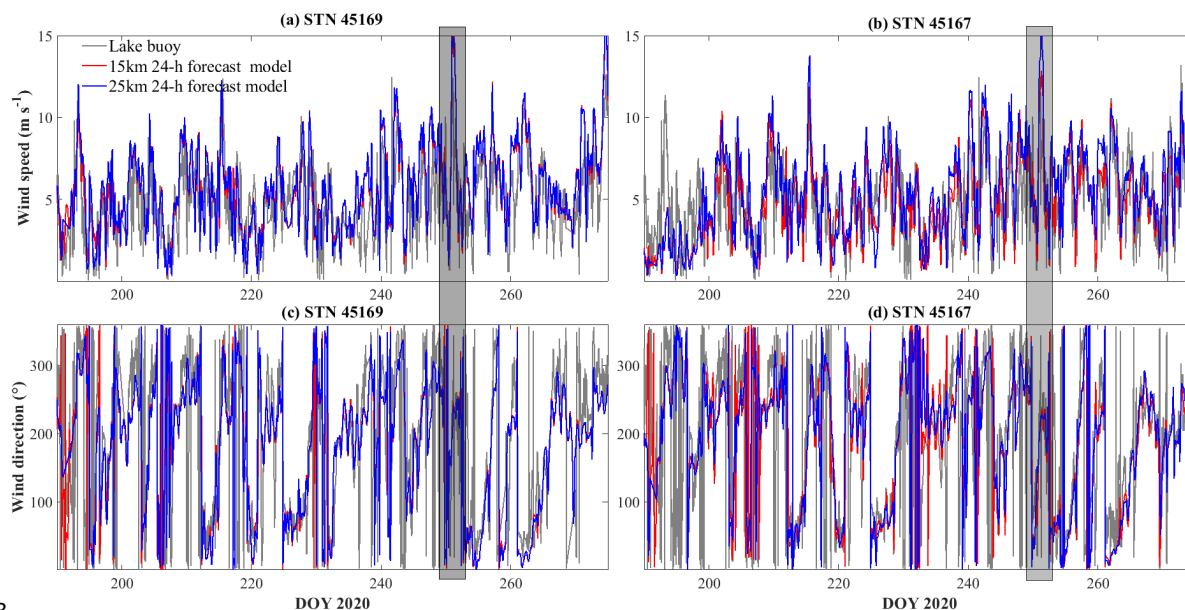 (a) STN 45169
(b) STN 45167
Wind speed (m s⁻¹)
15
10
5
Lake buoy
15km 24-h forecast model
25km 24-h forecast model
200
220
240
260
15
10
5
200
220
240
260
(c) STN 45169
(d) STN 45167
Wind direction (°)
300
200
100
200
220
240
260
DOY 2020
300
200
100
200
220
240
260
DOY 2020